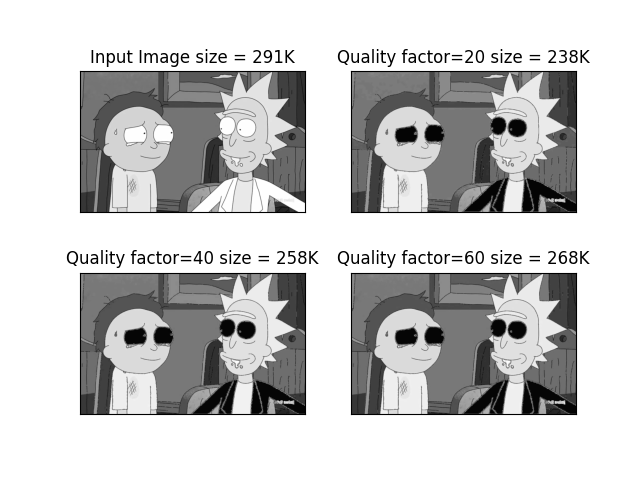 Input Image size = 291K
Quality factor=20 size = 238K
Quality factor=40 size = 258K
Quality factor=60 size = 268K